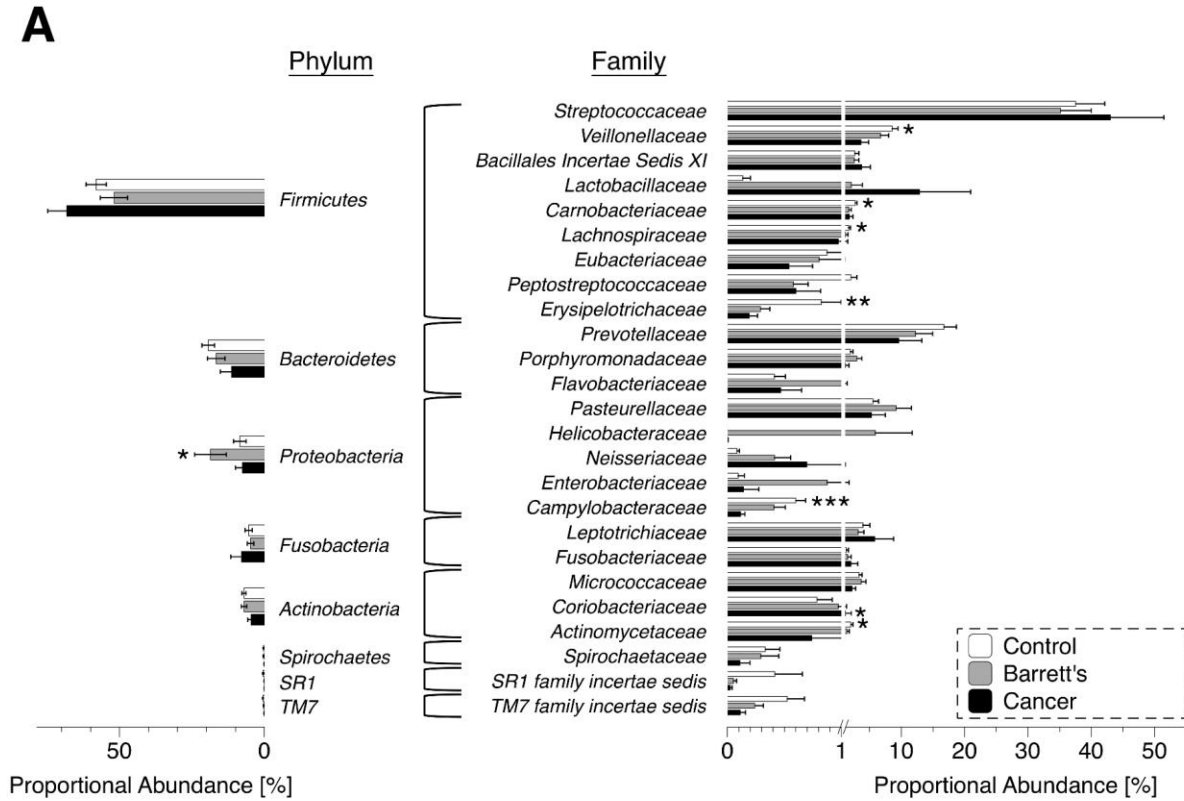 A
Phylum
Family
Firmicutes
Bacteroidetes
*
Proteobacteria
Fusobacteria
Actinobacteria
Spirochaetes
SR1
TM7
50
0
Proportional Abundance [%]
Streptococcaceae
Veillonellaceae *
Bacillales Incertae Sedis XI
Lactobacillaceae
Carnobacteriaceae *
Lachnospiraceae *
Eubacteriaceae
Peptostreptococcaceae
Erysipelotrichaceae **
Prevotellaceae
Porphyromonadaceae
Flavobacteriaceae
Pasteurellaceae
Helicobacteraceae
Neisseriaceae
Enterobacteriaceae
Campylobacteraceae ***
Leptotrichiaceae
Fusobacteriaceae
Micrococcaceae
Coriobacteriaceae *
Actinomycetaceae *
Spirochaetaceae
SR1 family incertae sedis
TM7 family incertae sedis
0 1 10 20 30 40 50
Proportional Abundance [%]
Control
Barrett's
Cancer